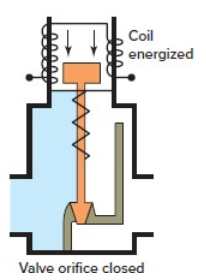 Coil
energized
Valve orifice closed